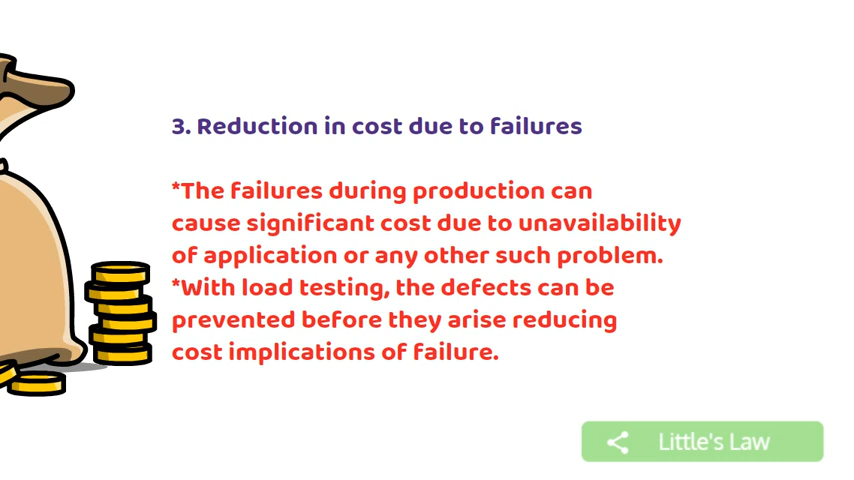 3. Reduction in cost due to failures
*The failures during production can
cause significant cost due to unavailability
of application or any other such problem.
*With load testing, the defects can be
prevented before they arise reducing
cost implications of failure.
Little's Law